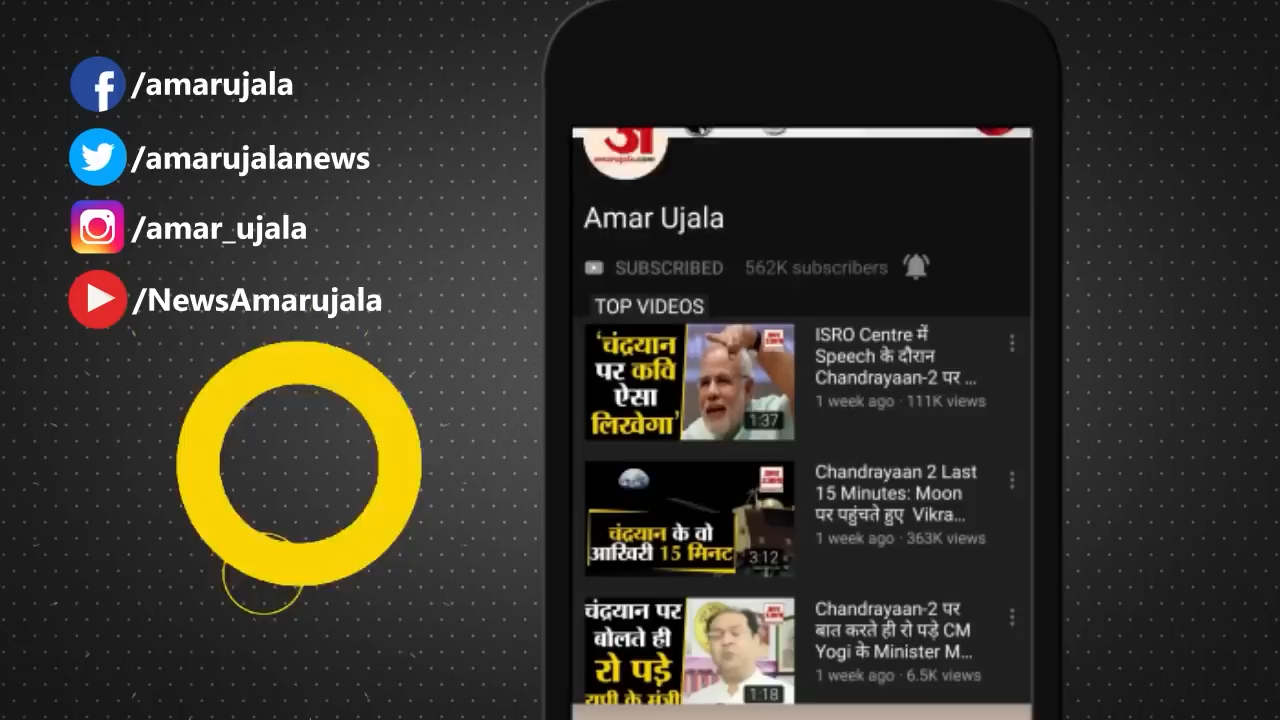 /amarujala
/amarujalanews
/amar_ujala
/NewsAmarujala
अ
amarujala.com
Amar Ujala
SUBSCRIBED 562K subscribers
TOP VIDEOS
'चंद्रयान
पर कवि
ऐसा
लिखेगा'
1:37
ISRO Centre में
Speech के दौरान
Chandrayaan-2 पर ...
1 week ago · 111K views
चंद्रयान के वो
आखिरी 15 मिनट
3:12
Chandrayaan 2 Last
15 Minutes: Moon
पर पहुंचते हुए Vikra...
1 week ago · 363K views
चंद्रयान पर
बोलते ही
रो पड़े
यूपी के मंत्री
1:18
Chandrayaan-2 पर
बात करते ही रो पड़े CM
Yogi के Minister M...
1 week ago · 6.5K views